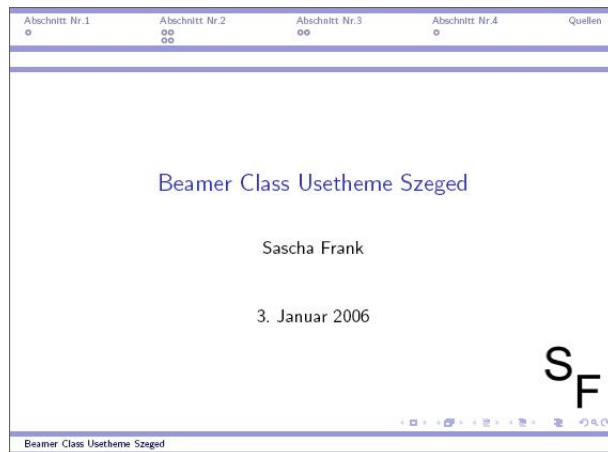 Abschnitt Nr.1 Abschnitt Nr.2 Abschnitt Nr.3 Abschnitt Nr.4 Quellen
Beamer Class Usetheme Szeged
Sascha Frank
3. Januar 2006
S
F
Beamer Class Usetheme Szeged